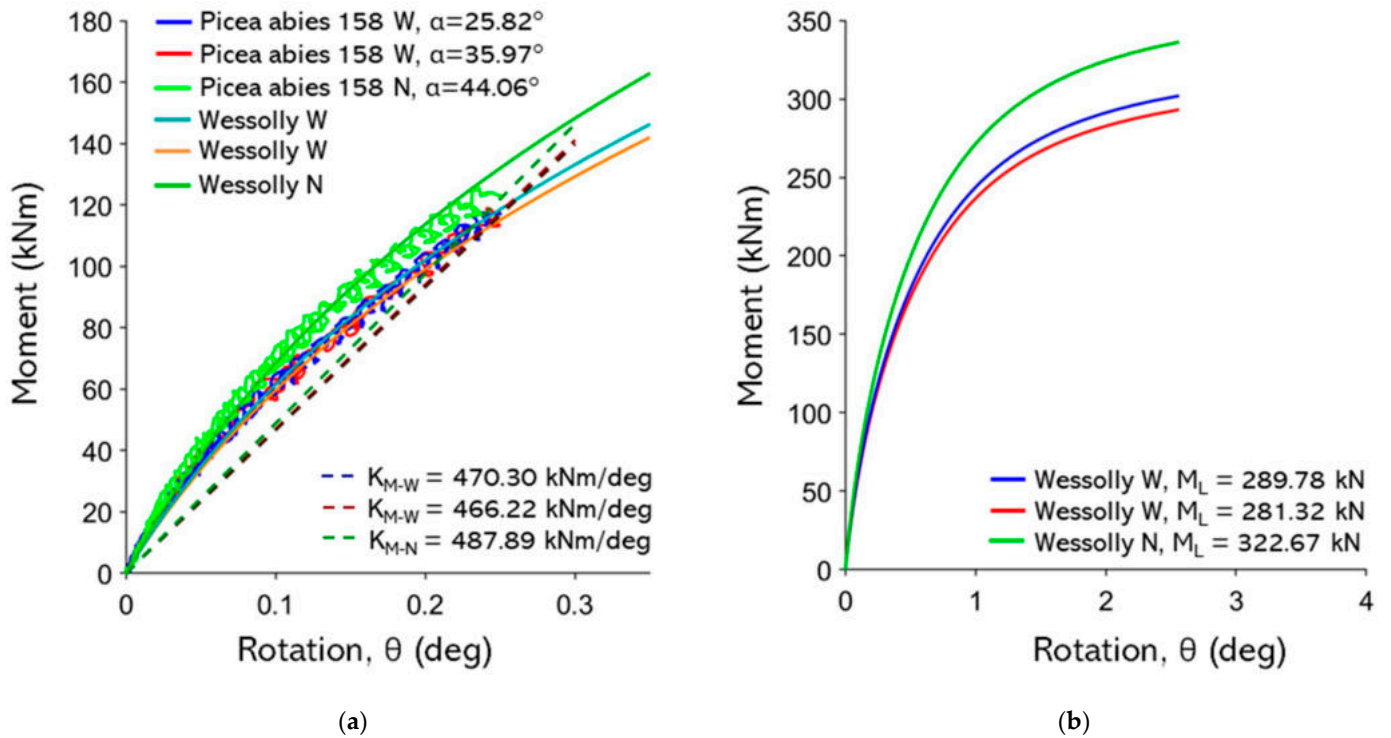 180
160
140
120
100
80
60
40
20
0
Moment (kNm)
Picea abies 158 W, α=25.82°
Picea abies 158 W, α=35.97°
Picea abies 158 N, α=44.06°
Wessolly W
Wessolly W
Wessolly N
K_M-W = 470.30 kNm/deg
K_M-W = 466.22 kNm/deg
K_M-N = 487.89 kNm/deg
0 0.1 0.2 0.3
Rotation, θ (deg)
(a)
350
300
250
200
150
100
50
0
Moment (kNm)
Wessolly W, M_L = 289.78 kN
Wessolly W, M_L = 281.32 kN
Wessolly N, M_L = 322.67 kN
0 1 2 3 4
Rotation, θ (deg)
(b)